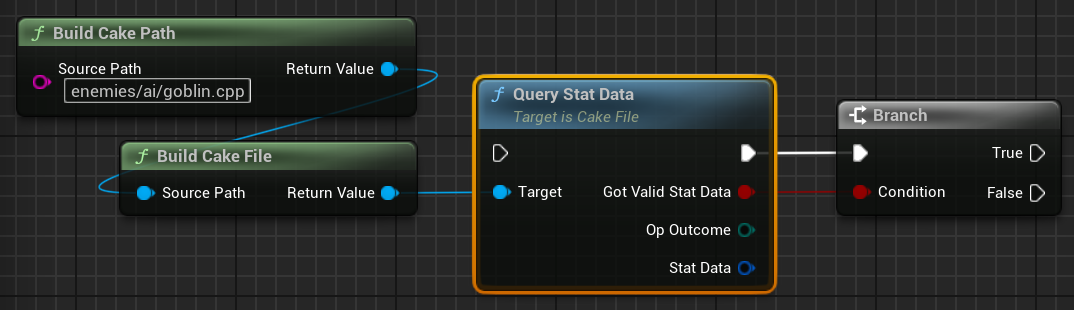 Build Cake Path
Source Path
Return Value
enemies/ai/goblin.cpp
Build Cake File
Source Path
Return Value
Query Stat Data
Target is Cake File
Target
Got Valid Stat Data
Op Outcome
Stat Data
Branch
True
Condition
False